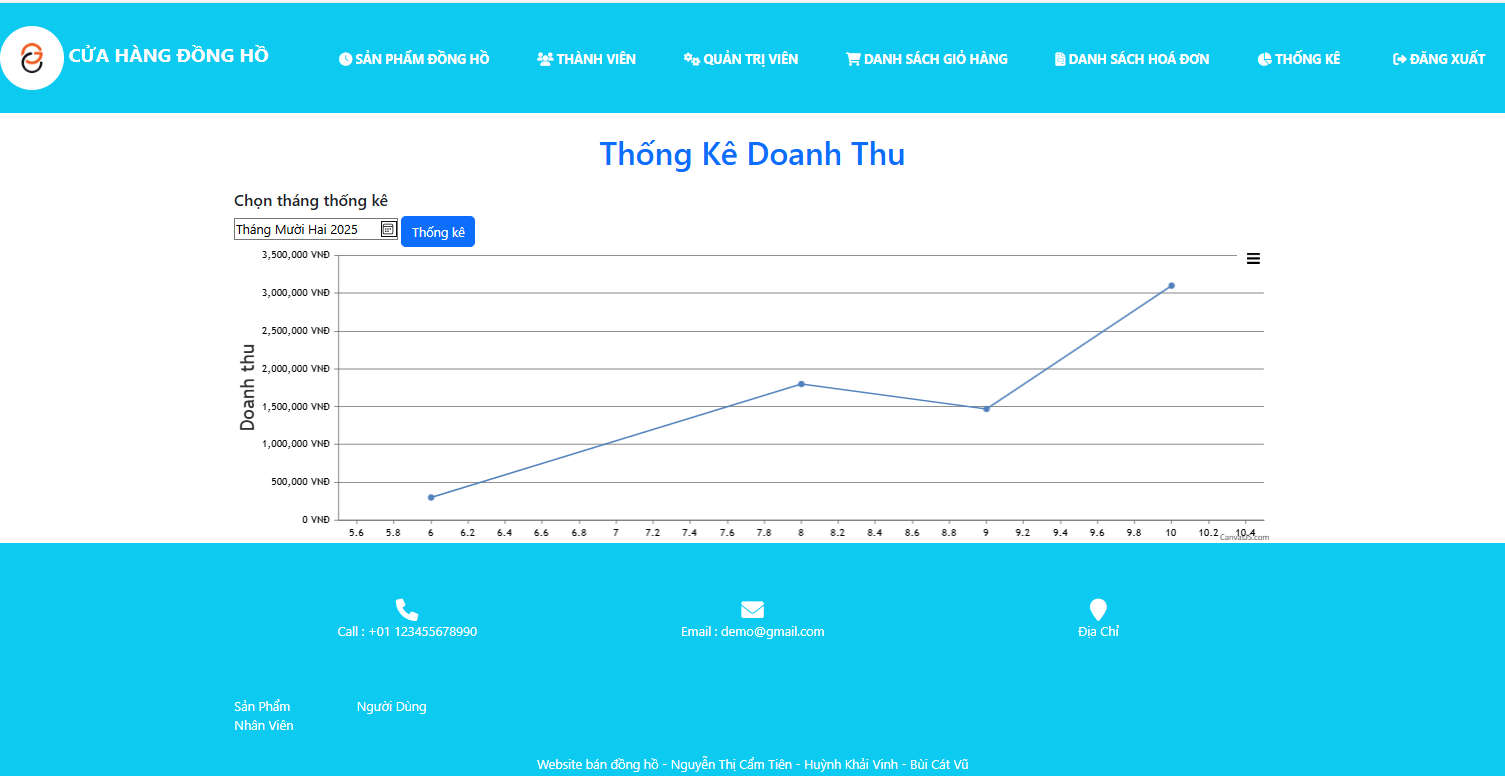 CỬA HÀNG ĐỒNG HỒ
SẢN PHẨM ĐỒNG HỒ
THÀNH VIÊN
QUẢN TRỊ VIÊN
DANH SÁCH GIỎ HÀNG
DANH SÁCH HOÁ ĐƠN
THỐNG KÊ
ĐĂNG XUẤT
Thống Kê Doanh Thu
Chọn tháng thống kê
Tháng Mười Hai 2025
Thống kê
3,500,000 VNĐ
3,000,000 VNĐ
2,500,000 VNĐ
2,000,000 VNĐ
1,500,000 VNĐ
1,000,000 VNĐ
500,000 VNĐ
0 VNĐ
Doanh thu
5.6 5.8 6 6.2 6.4 6.6 6.8 7 7.2 7.4 7.6 7.8 8 8.2 8.4 8.6 8.8 9 9.2 9.4 9.6 9.8 10 10.2 10.4
CanvasJS.com
Call : +01 123455678990
Email : demo@gmail.com
Địa Chỉ
Sản Phẩm
Người Dùng
Nhân Viên
Website bán đồng hồ - Nguyễn Thị Cẩm Tiên - Huỳnh Khải Vinh - Bùi Cát Vũ